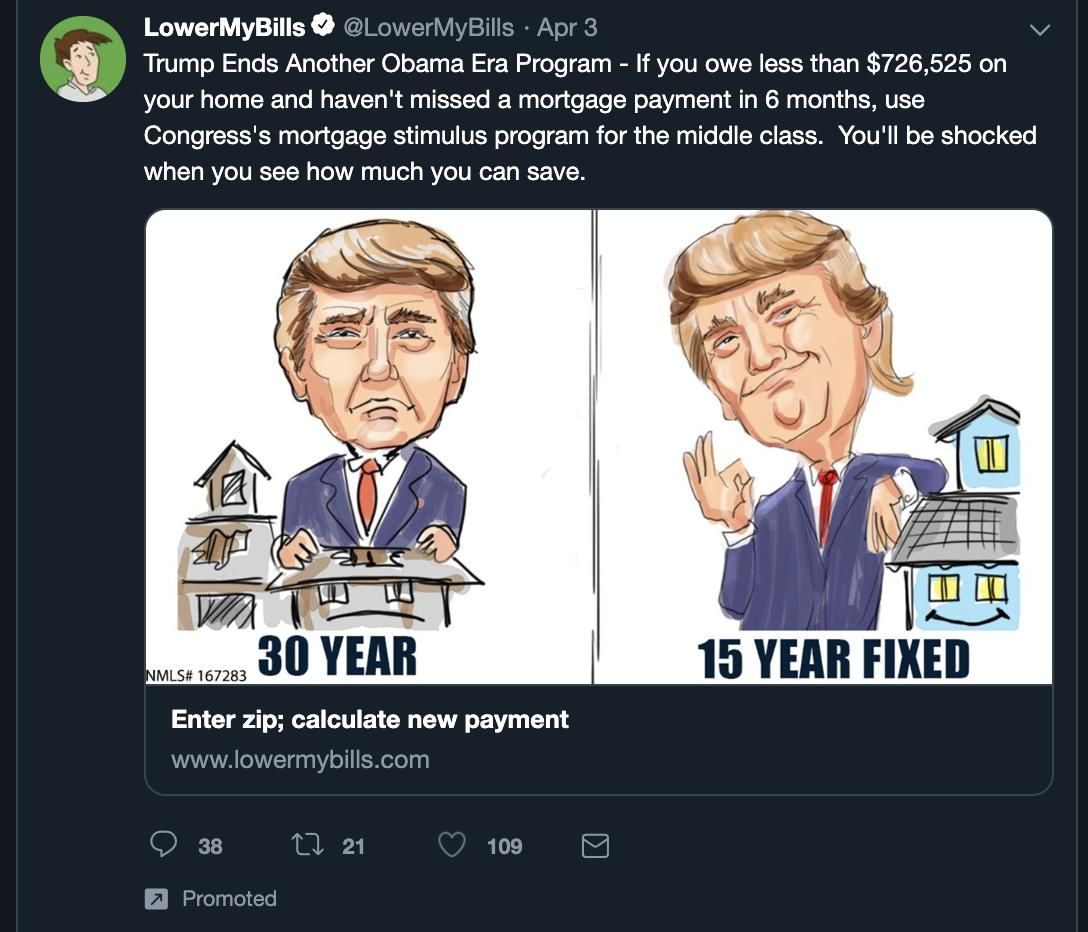 LowerMyBills @LowerMyBills · Apr 3
Trump Ends Another Obama Era Program - If you owe less than $726,525 on
your home and haven't missed a mortgage payment in 6 months, use
Congress's mortgage stimulus program for the middle class.  You'll be shocked
when you see how much you can save.
30 YEAR
15 YEAR FIXED
NMLS# 167283
Enter zip; calculate new payment
www.lowermybills.com
38 21 109
Promoted